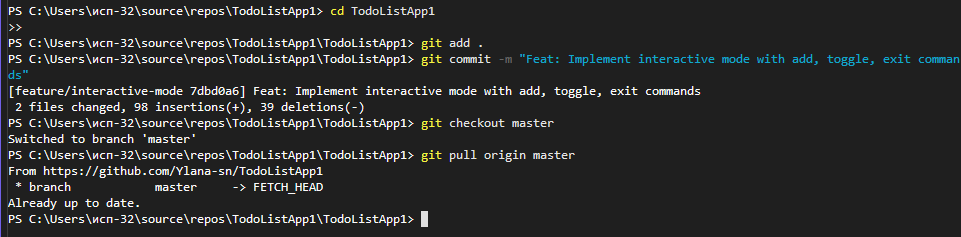 PS C:\Users\исп-32\source\repos\TodoListApp1> cd TodoListApp1
>>
PS C:\Users\исп-32\source\repos\TodoListApp1\TodoListApp1> git add .
PS C:\Users\исп-32\source\repos\TodoListApp1\TodoListApp1> git commit -m "Feat: Implement interactive mode with add, toggle, exit comman
ds"
[feature/interactive-mode 7dbd0a6] Feat: Implement interactive mode with add, toggle, exit commands
 2 files changed, 98 insertions(+), 39 deletions(-)
PS C:\Users\исп-32\source\repos\TodoListApp1\TodoListApp1> git checkout master
Switched to branch 'master'
PS C:\Users\исп-32\source\repos\TodoListApp1\TodoListApp1> git pull origin master
From https://github.com/Ylana-sn/TodoListApp1
 * branch            master     -> FETCH_HEAD
Already up to date.
PS C:\Users\исп-32\source\repos\TodoListApp1\TodoListApp1>